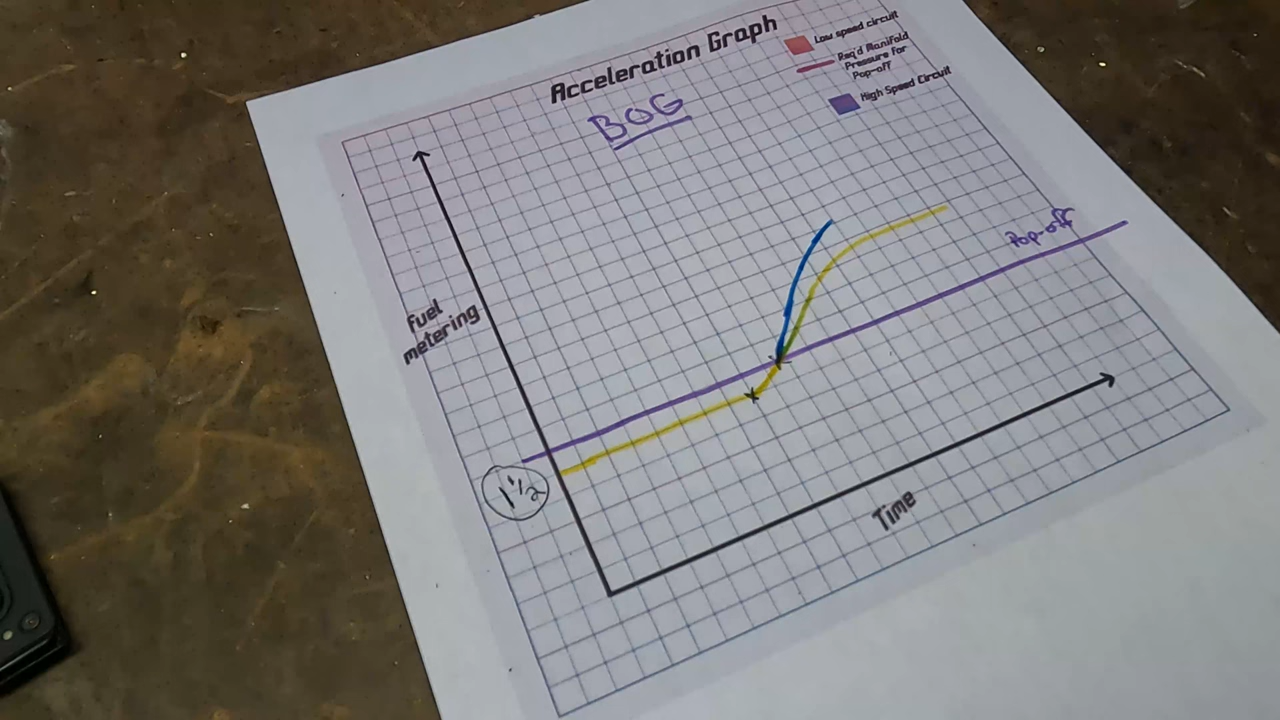 Acceleration Graph
Low speed circuit
Req'd Manifold
Pressure for
Pop-off
High Speed Circuit
BOG
Fuel
metering
Pop-off
1 1/2
Time